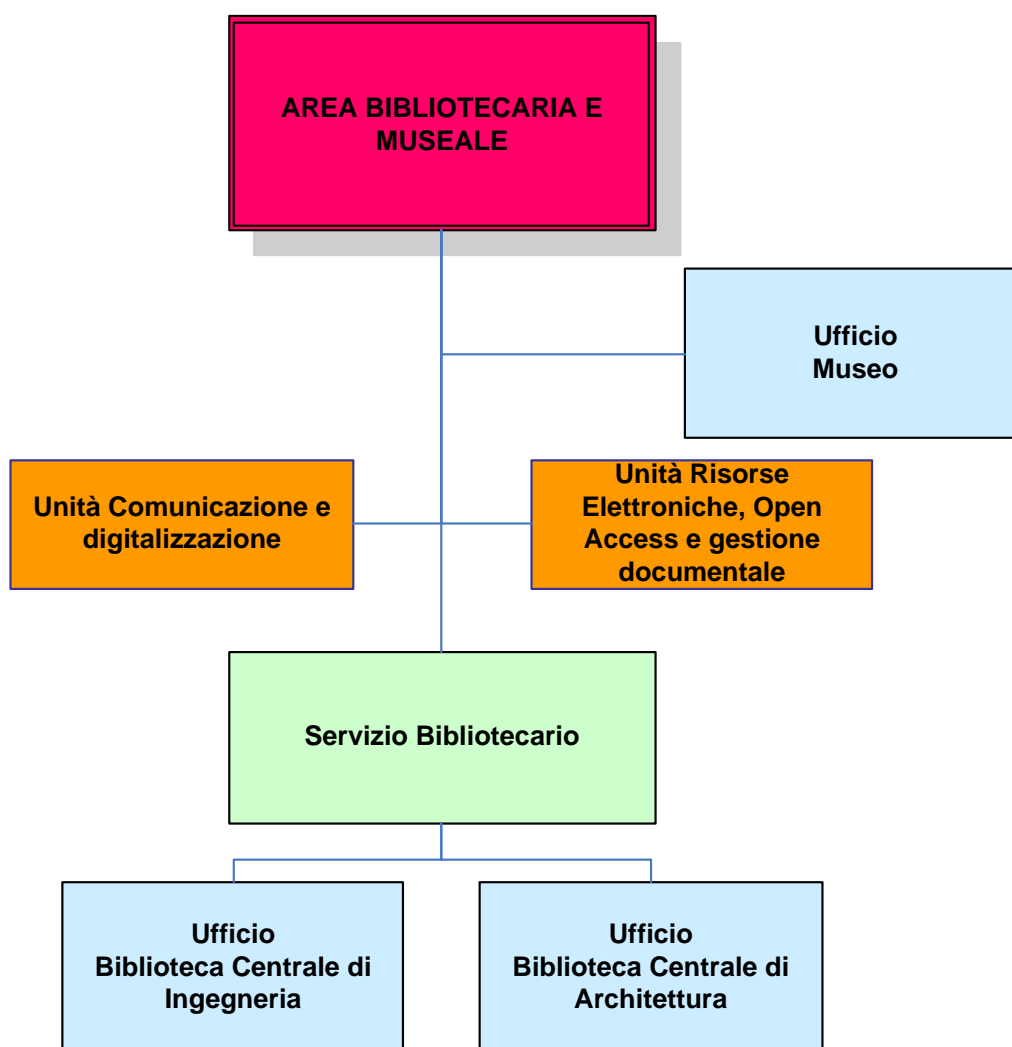 AREA BIBLIOTECARIA E
MUSEALE
Ufficio
Museo
Unità Comunicazione e
digitalizzazione
Unità Risorse
Elettroniche, Open
Access e gestione
documentale
Servizio Bibliotecario
Ufficio
Biblioteca Centrale di
Ingegneria
Ufficio
Biblioteca Centrale di
Architettura